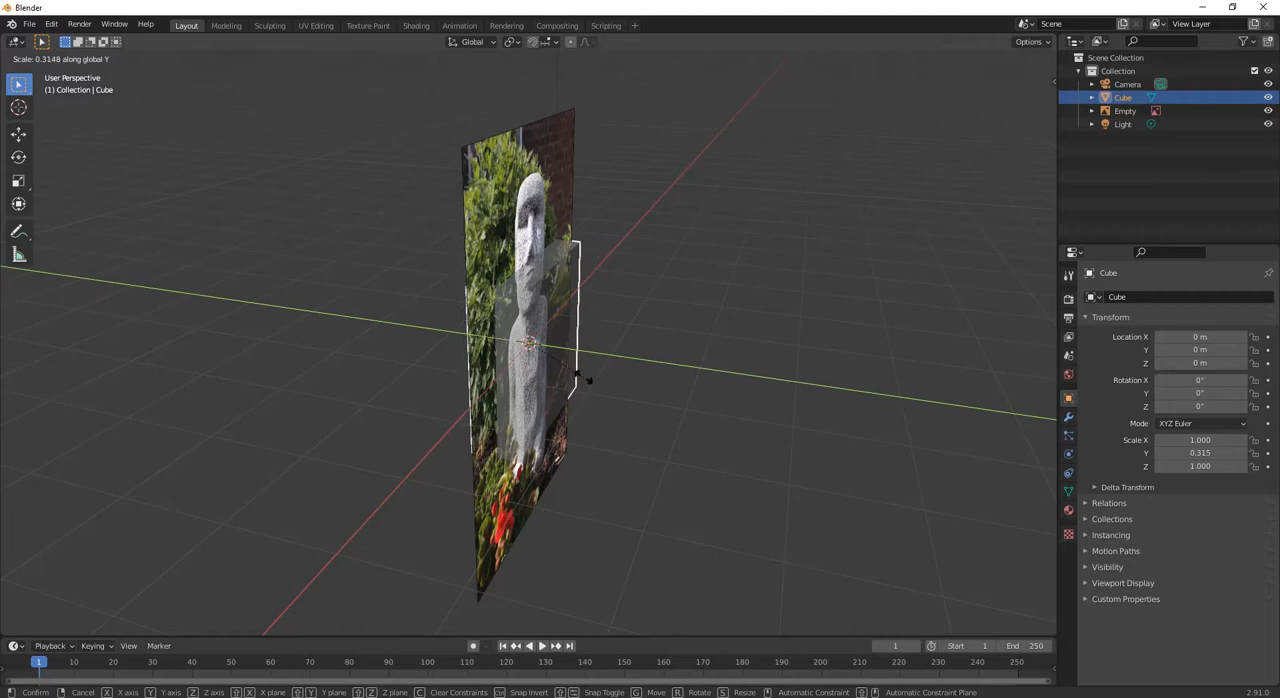 Blender
File Edit Render Window Help Layout Modeling Sculpting UV Editing Texture Paint Shading Animation Rendering Compositing Scripting + Scene View Layer
Global Options
Scale: 0.3148 along global Y
User Perspective
(1) Collection | Cube
Scene Collection
Collection
Camera
Cube
Empty
Light
Cube
Cube
Transform
Location X 0 m
Y 0 m
Z 0 m
Rotation X 0°
Y 0°
Z 0°
Mode XYZ Euler
Scale X 1.000
Y 0.315
Z 1.000
Delta Transform
Relations
Collections
Instancing
Motion Paths
Visibility
Viewport Display
Custom Properties
Playback Keying View Marker 1 Start 1 End 250
1 10 20 30 40 50 60 70 80 90 100 110 120 130 140 150 160 170 180 190 200 210 220 230 240 250
Confirm Cancel X X axis Y Y axis Z Z axis X X plane Y Y plane Z Z plane C Clear Constraints Ctrl Snap Invert Snap Toggle G Move R Rotate S Resize Automatic Constraint Automatic Constraint Plane 2.91.0